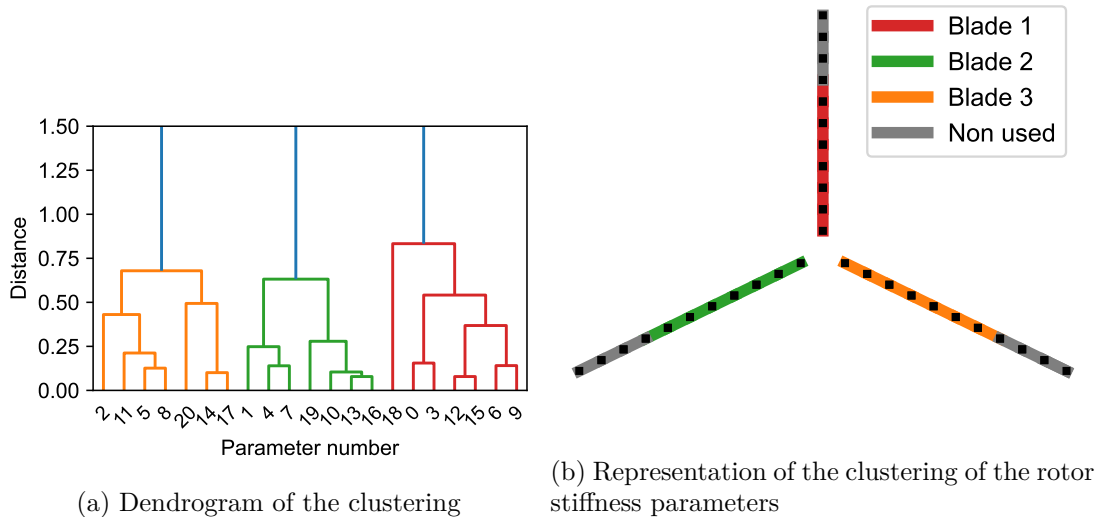 Blade 1
Blade 2
Blade 3
Non used
1.50
1.25
1.00
0.75
0.50
0.25
0.00
Distance
2 11 5 8 20 14 17 1 4 7 19 10 13 16 18 0 3 12 15 6 9
Parameter number
(a) Dendrogram of the clustering
(b) Representation of the clustering of the rotor
stiffness parameters